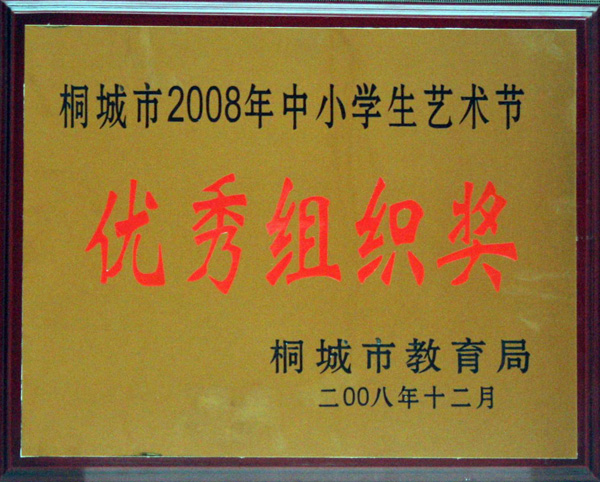 桐城市2008年中小学生艺术节
优秀组织奖
桐城市教育局
二00八年十二月